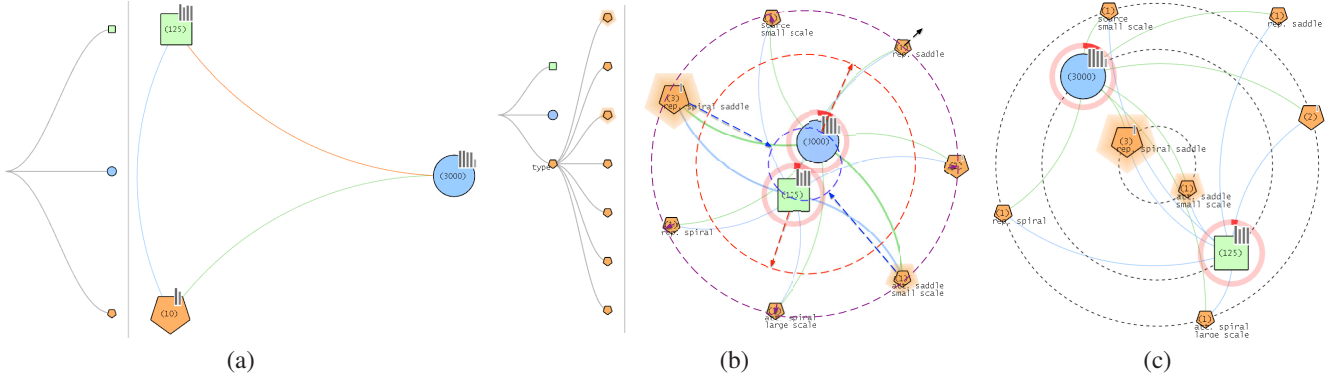 (125)
(3000)
(10)
(a)
type
source
small scale
rep. saddle
(3)
rep. spiral saddle
(3000)
(125)
rep. spiral
att. saddle
small scale
att. spiral
large scale
(b)
(1)
source
small scale
(1)
rep. saddle
(3000)
(2)
(3)
rep. spiral saddle
(1)
att. saddle
small scale
(1)
rep. spiral
(125)
(1)
att. spiral
large scale
(c)